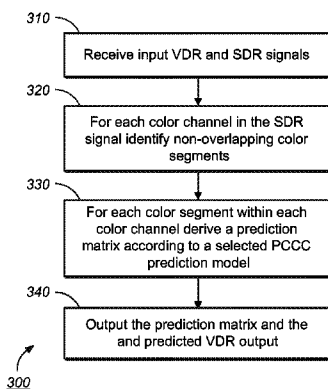 310
Receive input VDR and SDR signals
320
For each color channel in the SDR
signal identify non-overlapping color
segments
330
For each color segment within each
color channel derive a prediction
matrix according to a selected PCCC
prediction model
340
Output the prediction matrix and the
and predicted VDR output
300